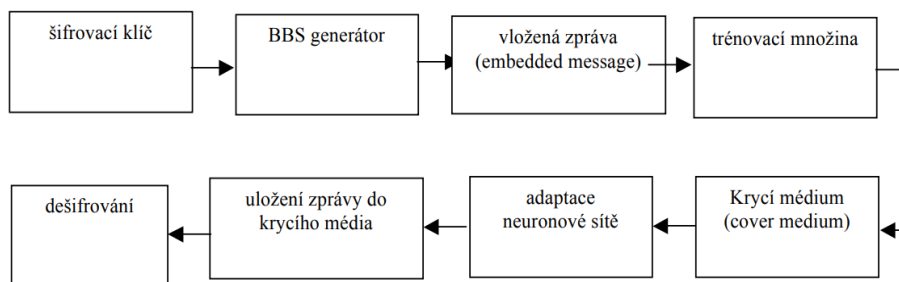 šifrovací klíč
BBS generátor
vložená zpráva
(embedded message)
trénovací množina
dešifrování
uložení zprávy do
krycího média
adaptace
neuronové sítě
Krycí médium
(cover medium)